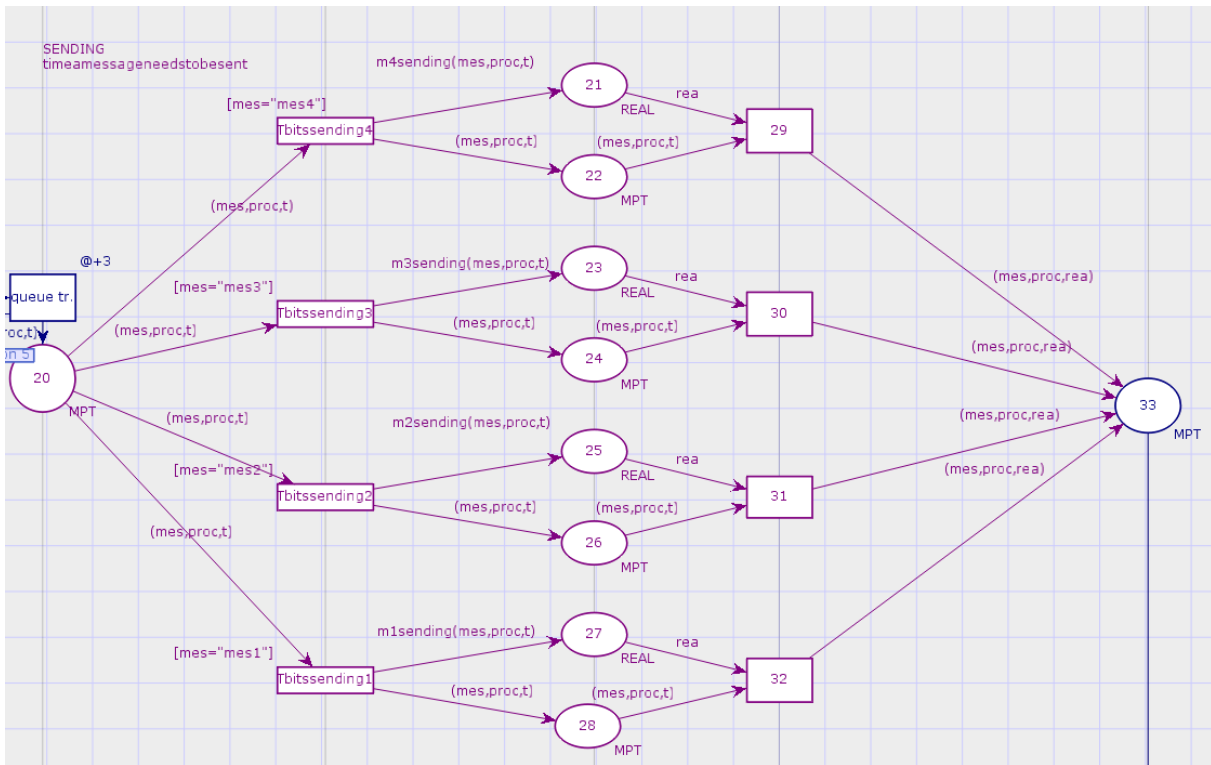 SENDING
timeamessageneedstobesent
m4sending(mes,proc,t)
21
rea
REAL
[mes="mes4"]
Tbitssending4
29
(mes,proc,t)
(mes,proc,t)
22
MPT
(mes,proc,t)
@+3
queue tr.
roc,t)
on 5
20
MPT
m3sending(mes,proc,t)
23
rea
REAL
[mes="mes3"]
Tbitssending3
30
(mes,proc,t)
(mes,proc,t)
(mes,proc,t)
24
MPT
(mes,proc,rea)
(mes,proc,rea)
33
MPT
(mes,proc,t)
m2sending(mes,proc,t)
25
rea
REAL
[mes="mes2"]
Tbitssending2
31
(mes,proc,t)
(mes,proc,t)
26
MPT
(mes,proc,rea)
(mes,proc,rea)
(mes,proc,t)
m1sending(mes,proc,t)
27
rea
REAL
[mes="mes1"]
Tbitssending1
32
(mes,proc,t)
(mes,proc,t)
28
MPT